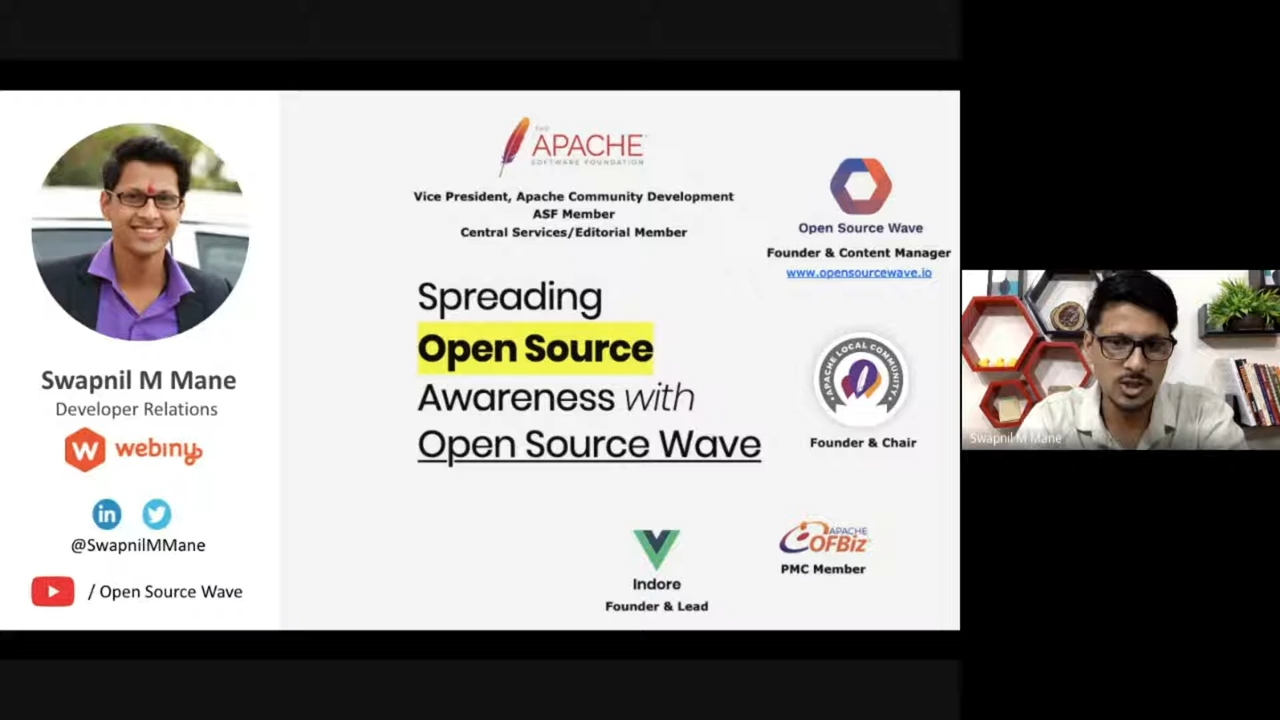 Swapnil M Mane
Developer Relations
webiny
in
@SwapnilMMane
/ Open Source Wave
THE
APACHE
SOFTWARE FOUNDATION
Vice President, Apache Community Development
ASF Member
Central Services/Editorial Member
Spreading
Open Source
Awareness with
Open Source Wave
Open Source Wave
Founder & Content Manager
www.opensourcewave.io
APACHE LOCAL COMMUNITY
Founder & Chair
Indore
Founder & Lead
APACHE
OFBiz
PMC Member
Swapnil M Mane